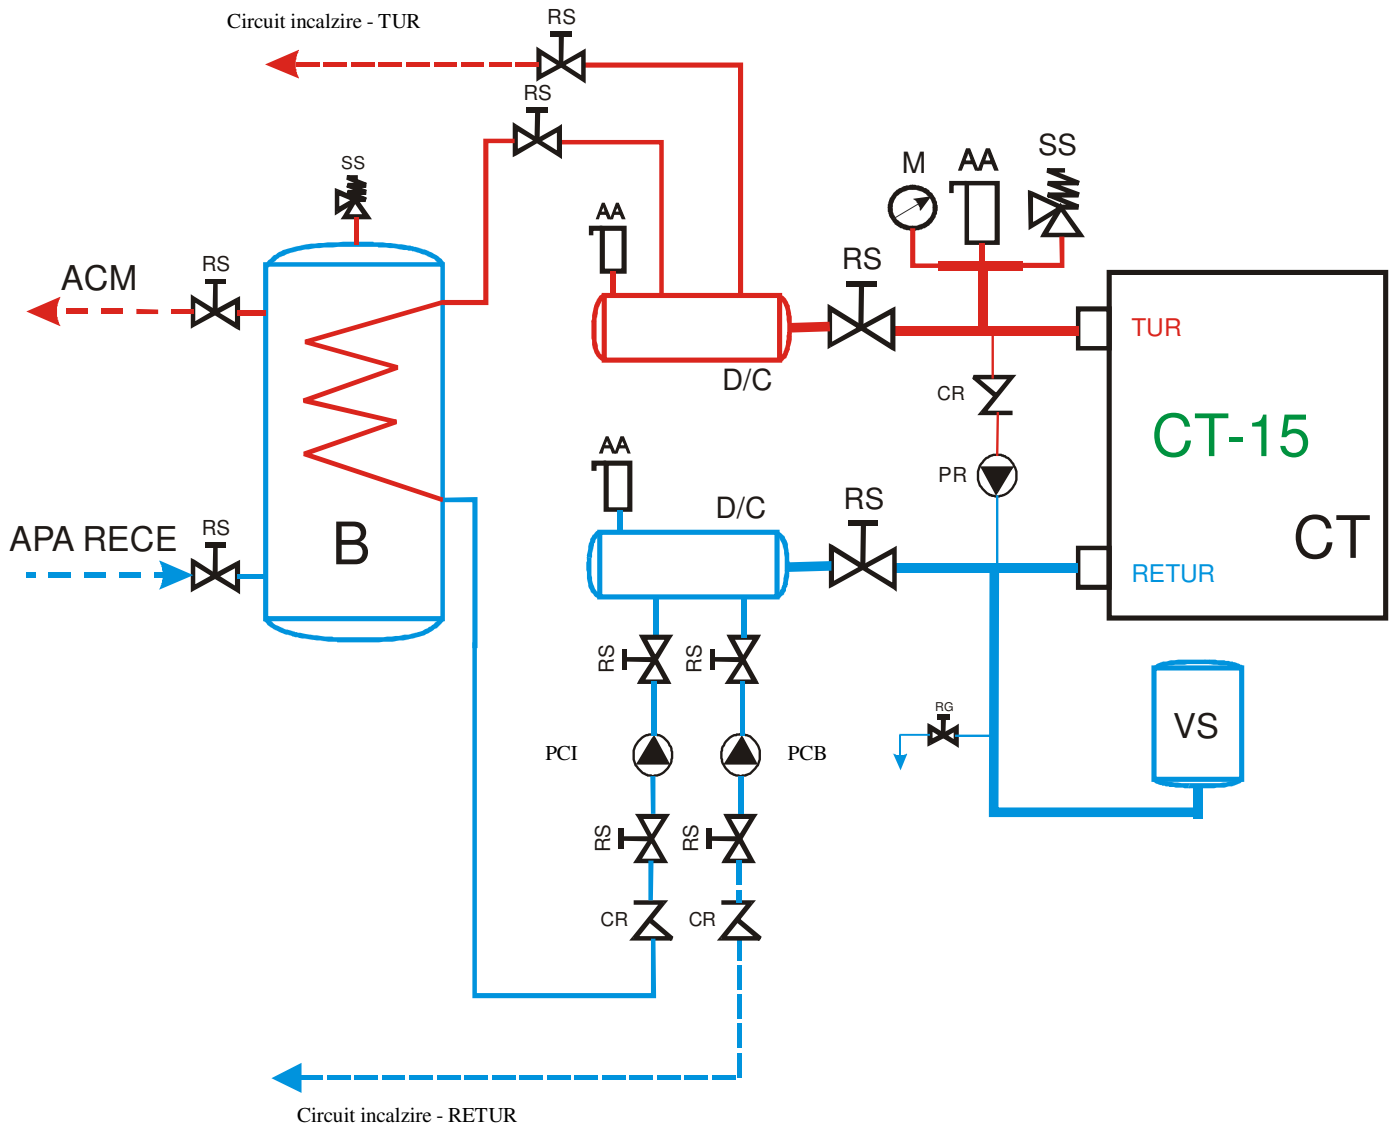 Circuit incalzire - TUR
RS
RS
SS
M
AA
SS
AA
ACM
RS
RS
TUR
D/C
CR
CT-15
AA
PR
D/C
RS
APA RECE
RS
B
CT
RETUR
RS
RS
RG
VS
PCI
PCB
RS
RS
CR
CR
Circuit incalzire - RETUR